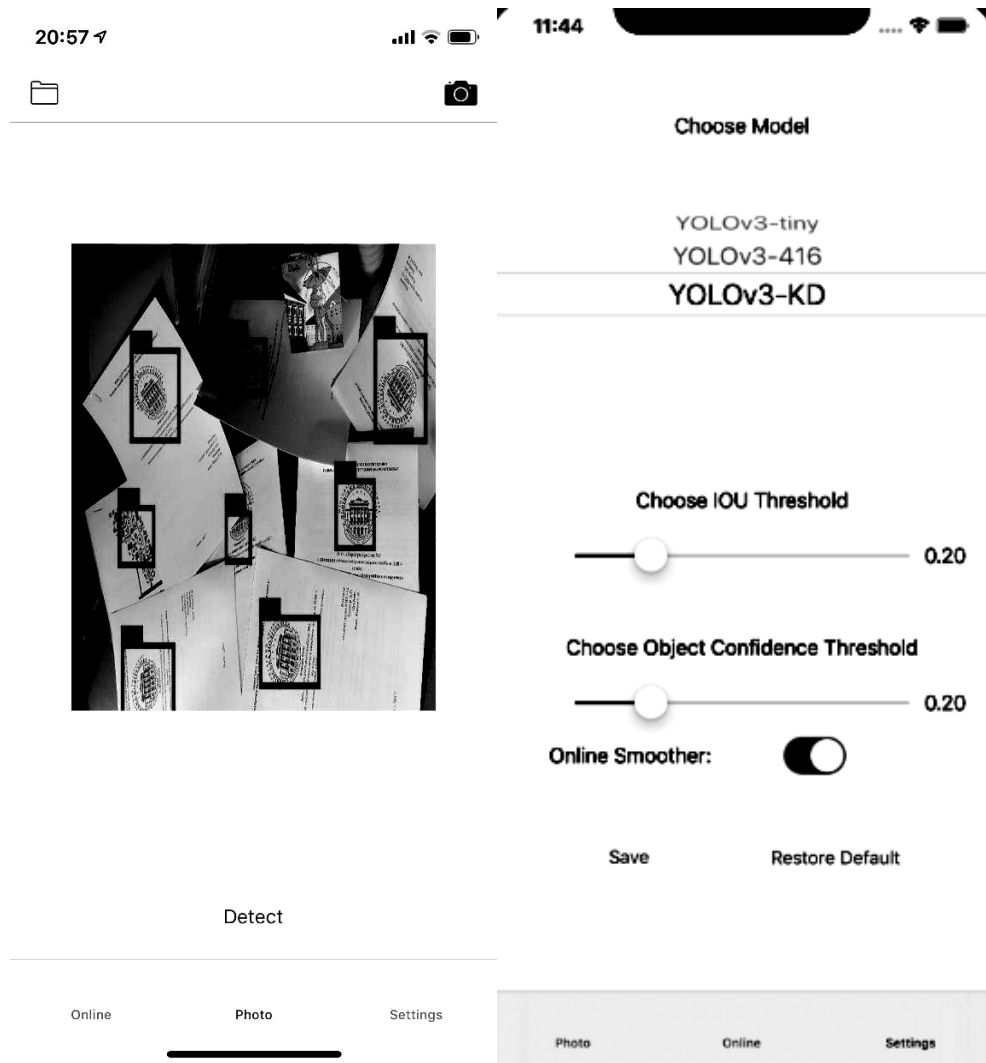 20:57
Detect
Online
Photo
Settings
11:44
Choose Model
YOLOv3-tiny
YOLOv3-416
YOLOv3-KD
Choose IOU Threshold
0.20
Choose Object Confidence Threshold
0.20
Online Smoother:
Save
Restore Default
Photo
Online
Settings